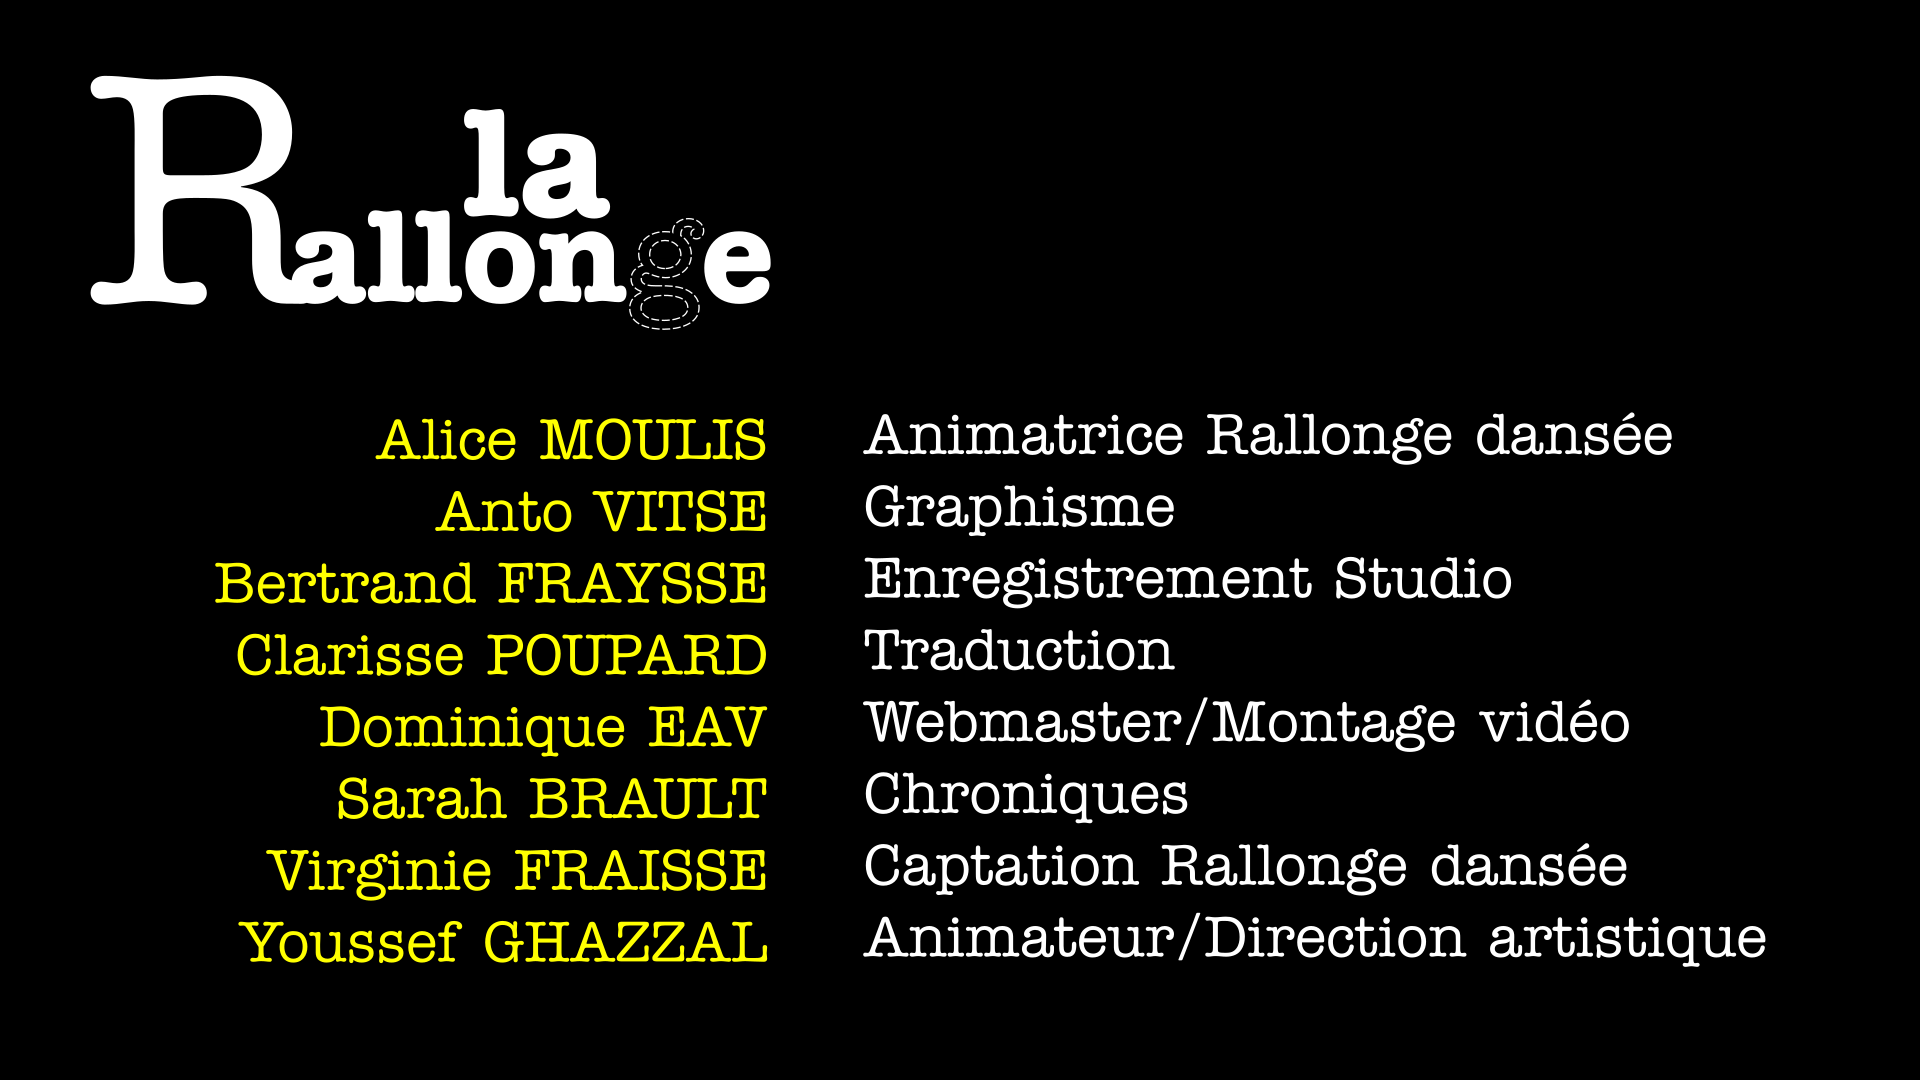 la
Rallonge
Alice MOULIS Animatrice Rallonge dansée
Anto VITSE Graphisme
Bertrand FRAYSSE Enregistrement Studio
Clarisse POUPARD Traduction
Dominique EAV Webmaster/Montage vidéo
Sarah BRAULT Chroniques
Virginie FRAISSE Captation Rallonge dansée
Youssef GHAZZAL Animateur/Direction artistique